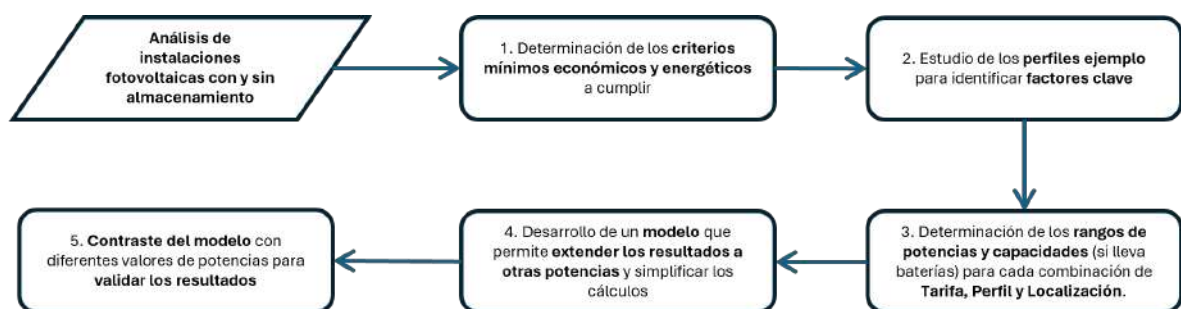 Análisis de
instalaciones
fotovoltaicas con y sin
almacenamiento
1. Determinación de los criterios
mínimos económicos y energéticos
a cumplir
2. Estudio de los perfiles ejemplo
para identificar factores clave
3. Determinación de los rangos de
potencias y capacidades (si lleva
baterías) para cada combinación de
Tarifa, Perfil y Localización.
4. Desarrollo de un modelo que
permite extender los resultados a
otras potencias y simplificar los
cálculos
5. Contraste del modelo con
diferentes valores de potencias para
validar los resultados